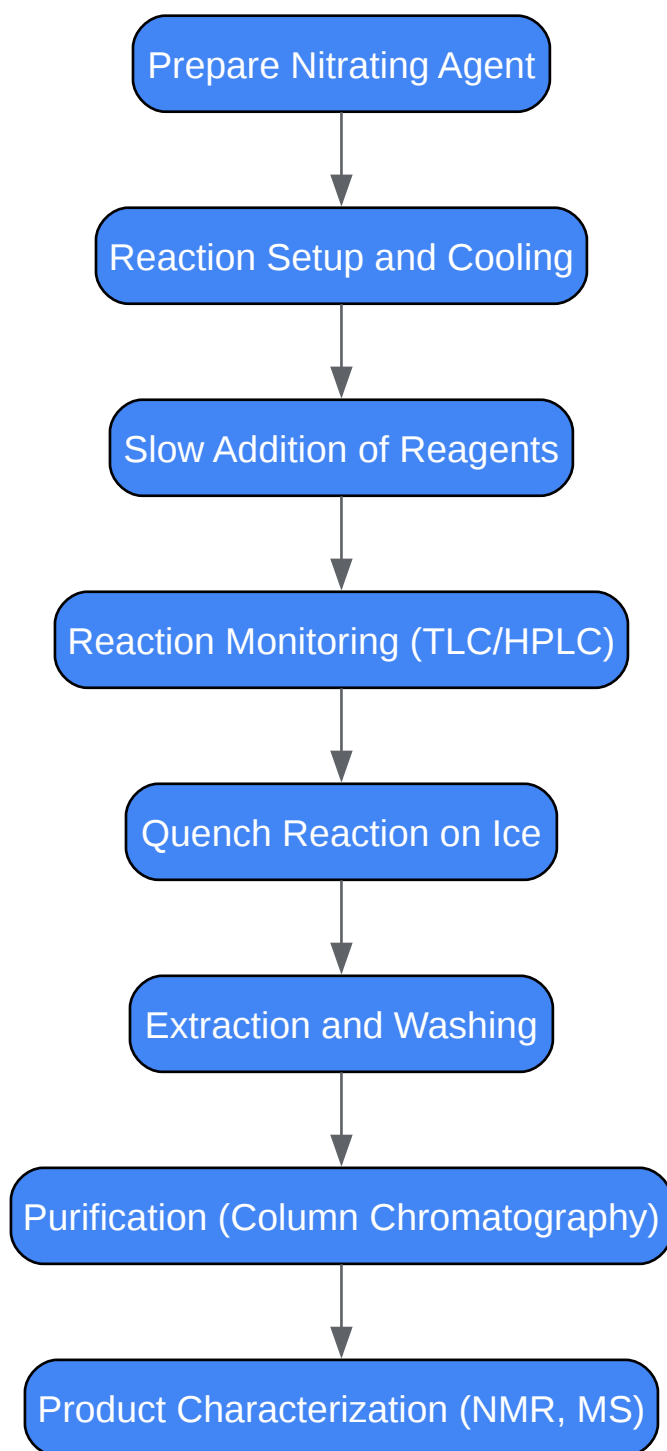 Prepare Nitrating Agent
Reaction Setup and Cooling
Slow Addition of Reagents
Reaction Monitoring (TLC/HPLC)
Quench Reaction on Ice
Extraction and Washing
Purification (Column Chromatography)
Product Characterization (NMR, MS)